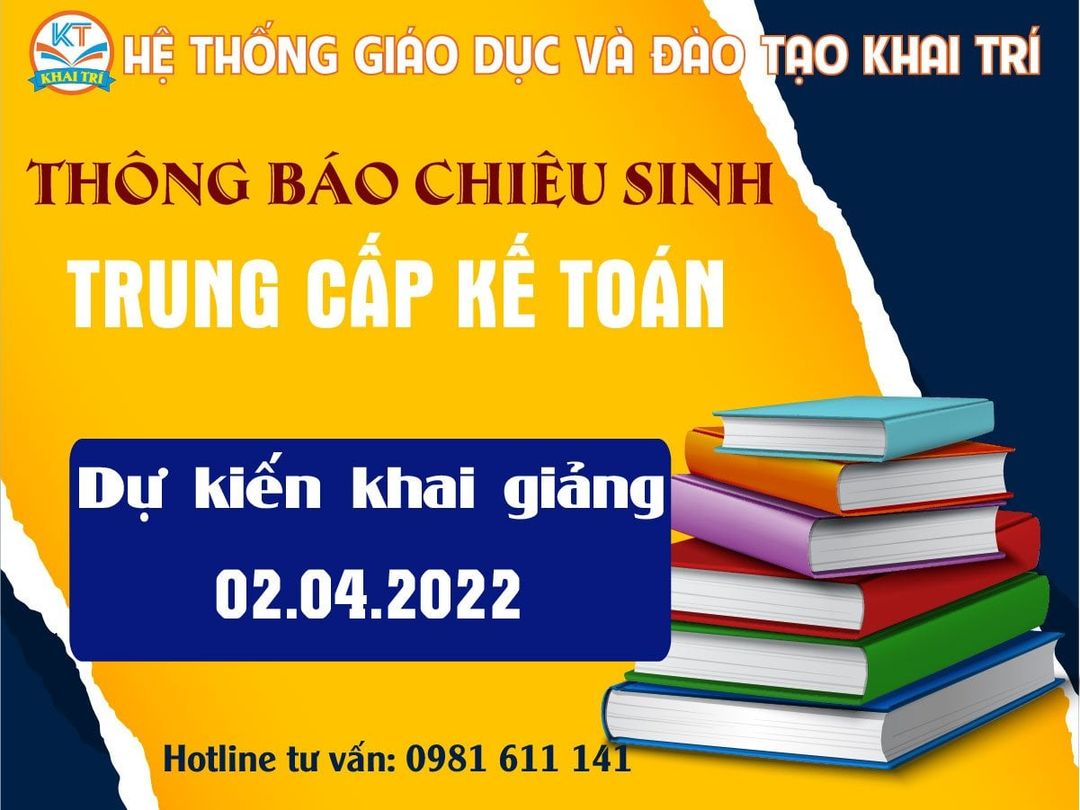 KT
KHAI TRÍ
HỆ THỐNG GIÁO DỤC VÀ ĐÀO TẠO KHAI TRÍ
THÔNG BÁO CHIÊU SINH
TRUNG CẤP KẾ TOÁN
Dự kiến khai giảng
02.04.2022
Hotline tư vấn: 0981 611 141